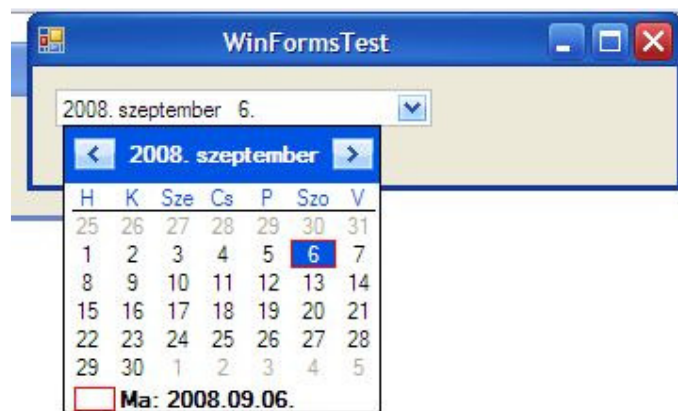 WinFormsTest
2008. szeptember 6.
2008. szeptember
H K Sze Cs P Szo V
25 26 27 28 29 30 31
1 2 3 4 5 6 7
8 9 10 11 12 13 14
15 16 17 18 19 20 21
22 23 24 25 26 27 28
29 30 1 2 3 4 5
Ma: 2008.09.06.